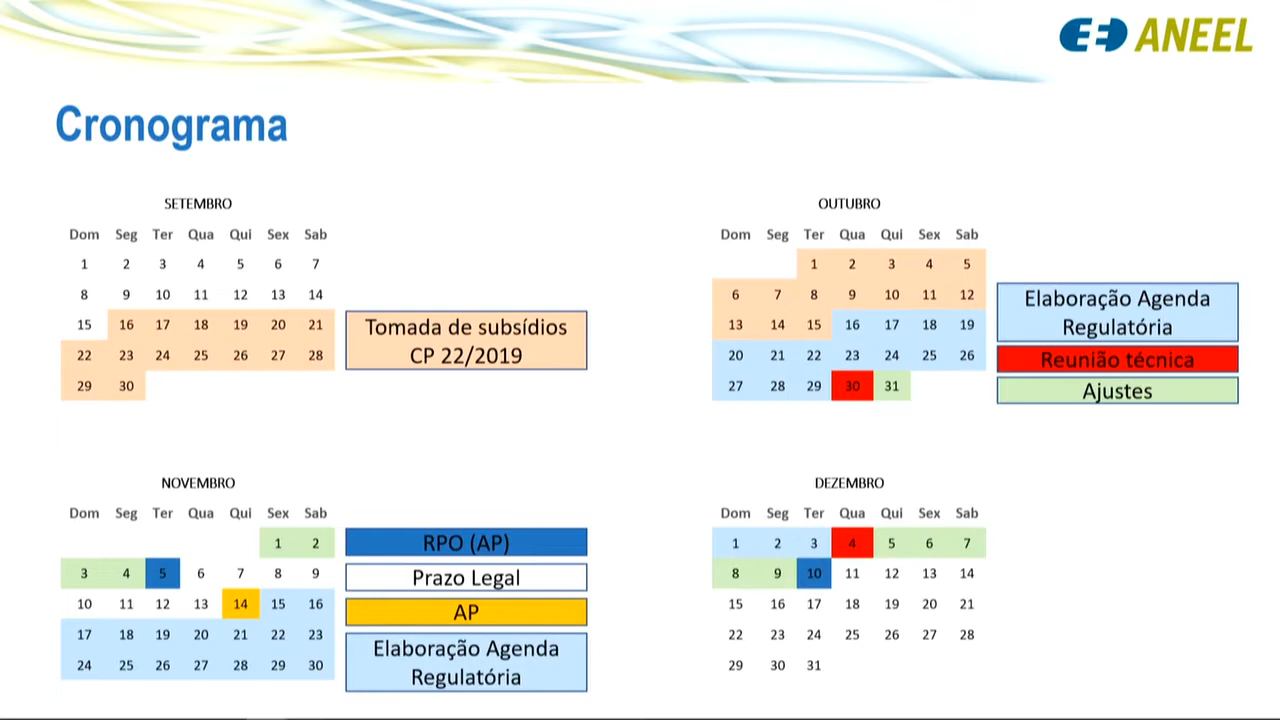 ANEEL
Cronograma
SETEMBRO
Dom Seg Ter Qua Qui Sex Sab
1 2 3 4 5 6 7
8 9 10 11 12 13 14
15 16 17 18 19 20 21
22 23 24 25 26 27 28
29 30
Tomada de subsídios
CP 22/2019
OUTUBRO
Dom Seg Ter Qua Qui Sex Sab
1 2 3 4 5
6 7 8 9 10 11 12
13 14 15 16 17 18 19
20 21 22 23 24 25 26
27 28 29 30 31
Elaboração Agenda
Regulatória
Reunião técnica
Ajustes
NOVEMBRO
Dom Seg Ter Qua Qui Sex Sab
1 2
3 4 5 6 7 8 9
10 11 12 13 14 15 16
17 18 19 20 21 22 23
24 25 26 27 28 29 30
RPO (AP)
Prazo Legal
AP
Elaboração Agenda
Regulatória
DEZEMBRO
Dom Seg Ter Qua Qui Sex Sab
1 2 3 4 5 6 7
8 9 10 11 12 13 14
15 16 17 18 19 20 21
22 23 24 25 26 27 28
29 30 31